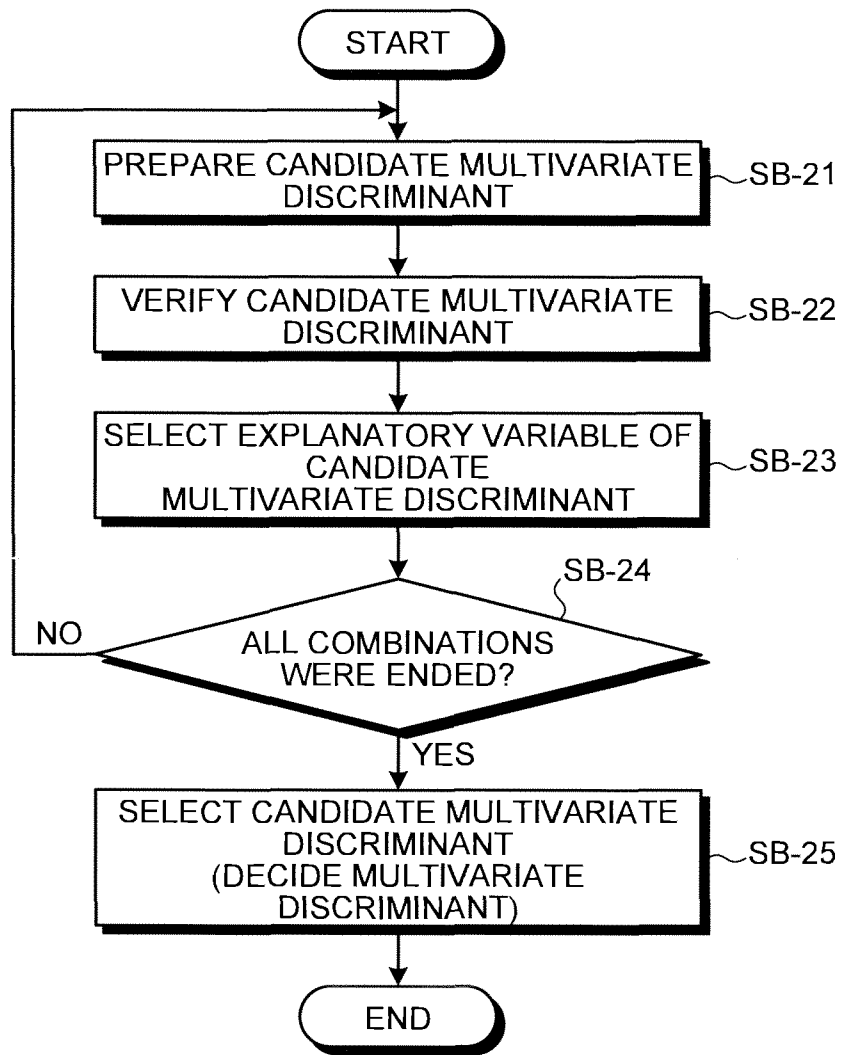 START
PREPARE CANDIDATE MULTIVARIATE
DISCRIMINANT
SB-21
VERIFY CANDIDATE MULTIVARIATE
DISCRIMINANT
SB-22
SELECT EXPLANATORY VARIABLE OF
CANDIDATE
MULTIVARIATE DISCRIMINANT
SB-23
SB-24
NO
ALL COMBINATIONS
WERE ENDED?
YES
SELECT CANDIDATE MULTIVARIATE
DISCRIMINANT
(DECIDE MULTIVARIATE
DISCRIMINANT)
SB-25
END